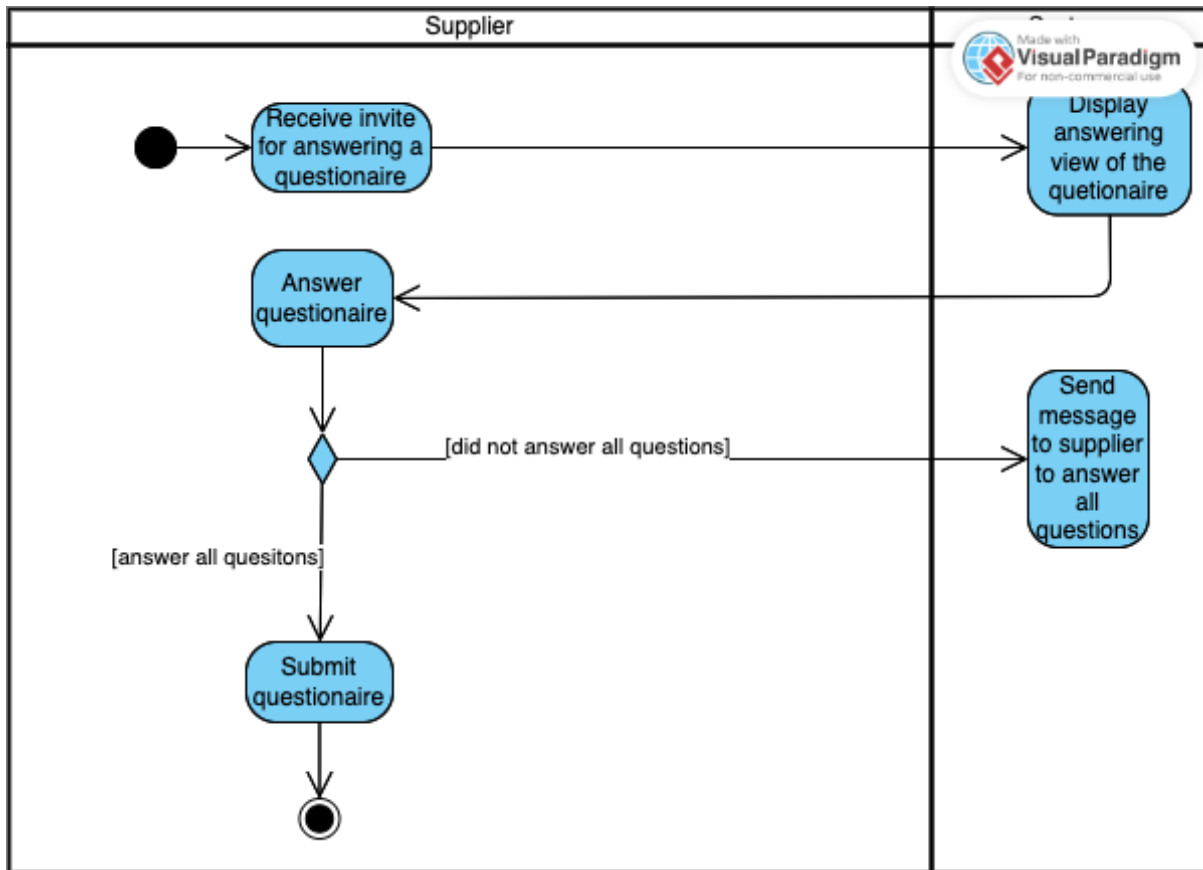 Supplier
Made with
Visual Paradigm
For non-commercial use
Receive invite
for answering a
questionaire
Display
answering
view of the
quetionaire
Answer
questionaire
[did not answer all questions]
Send
message
to supplier
to answer
all
questions
[answer all quesitons]
Submit
questionaire